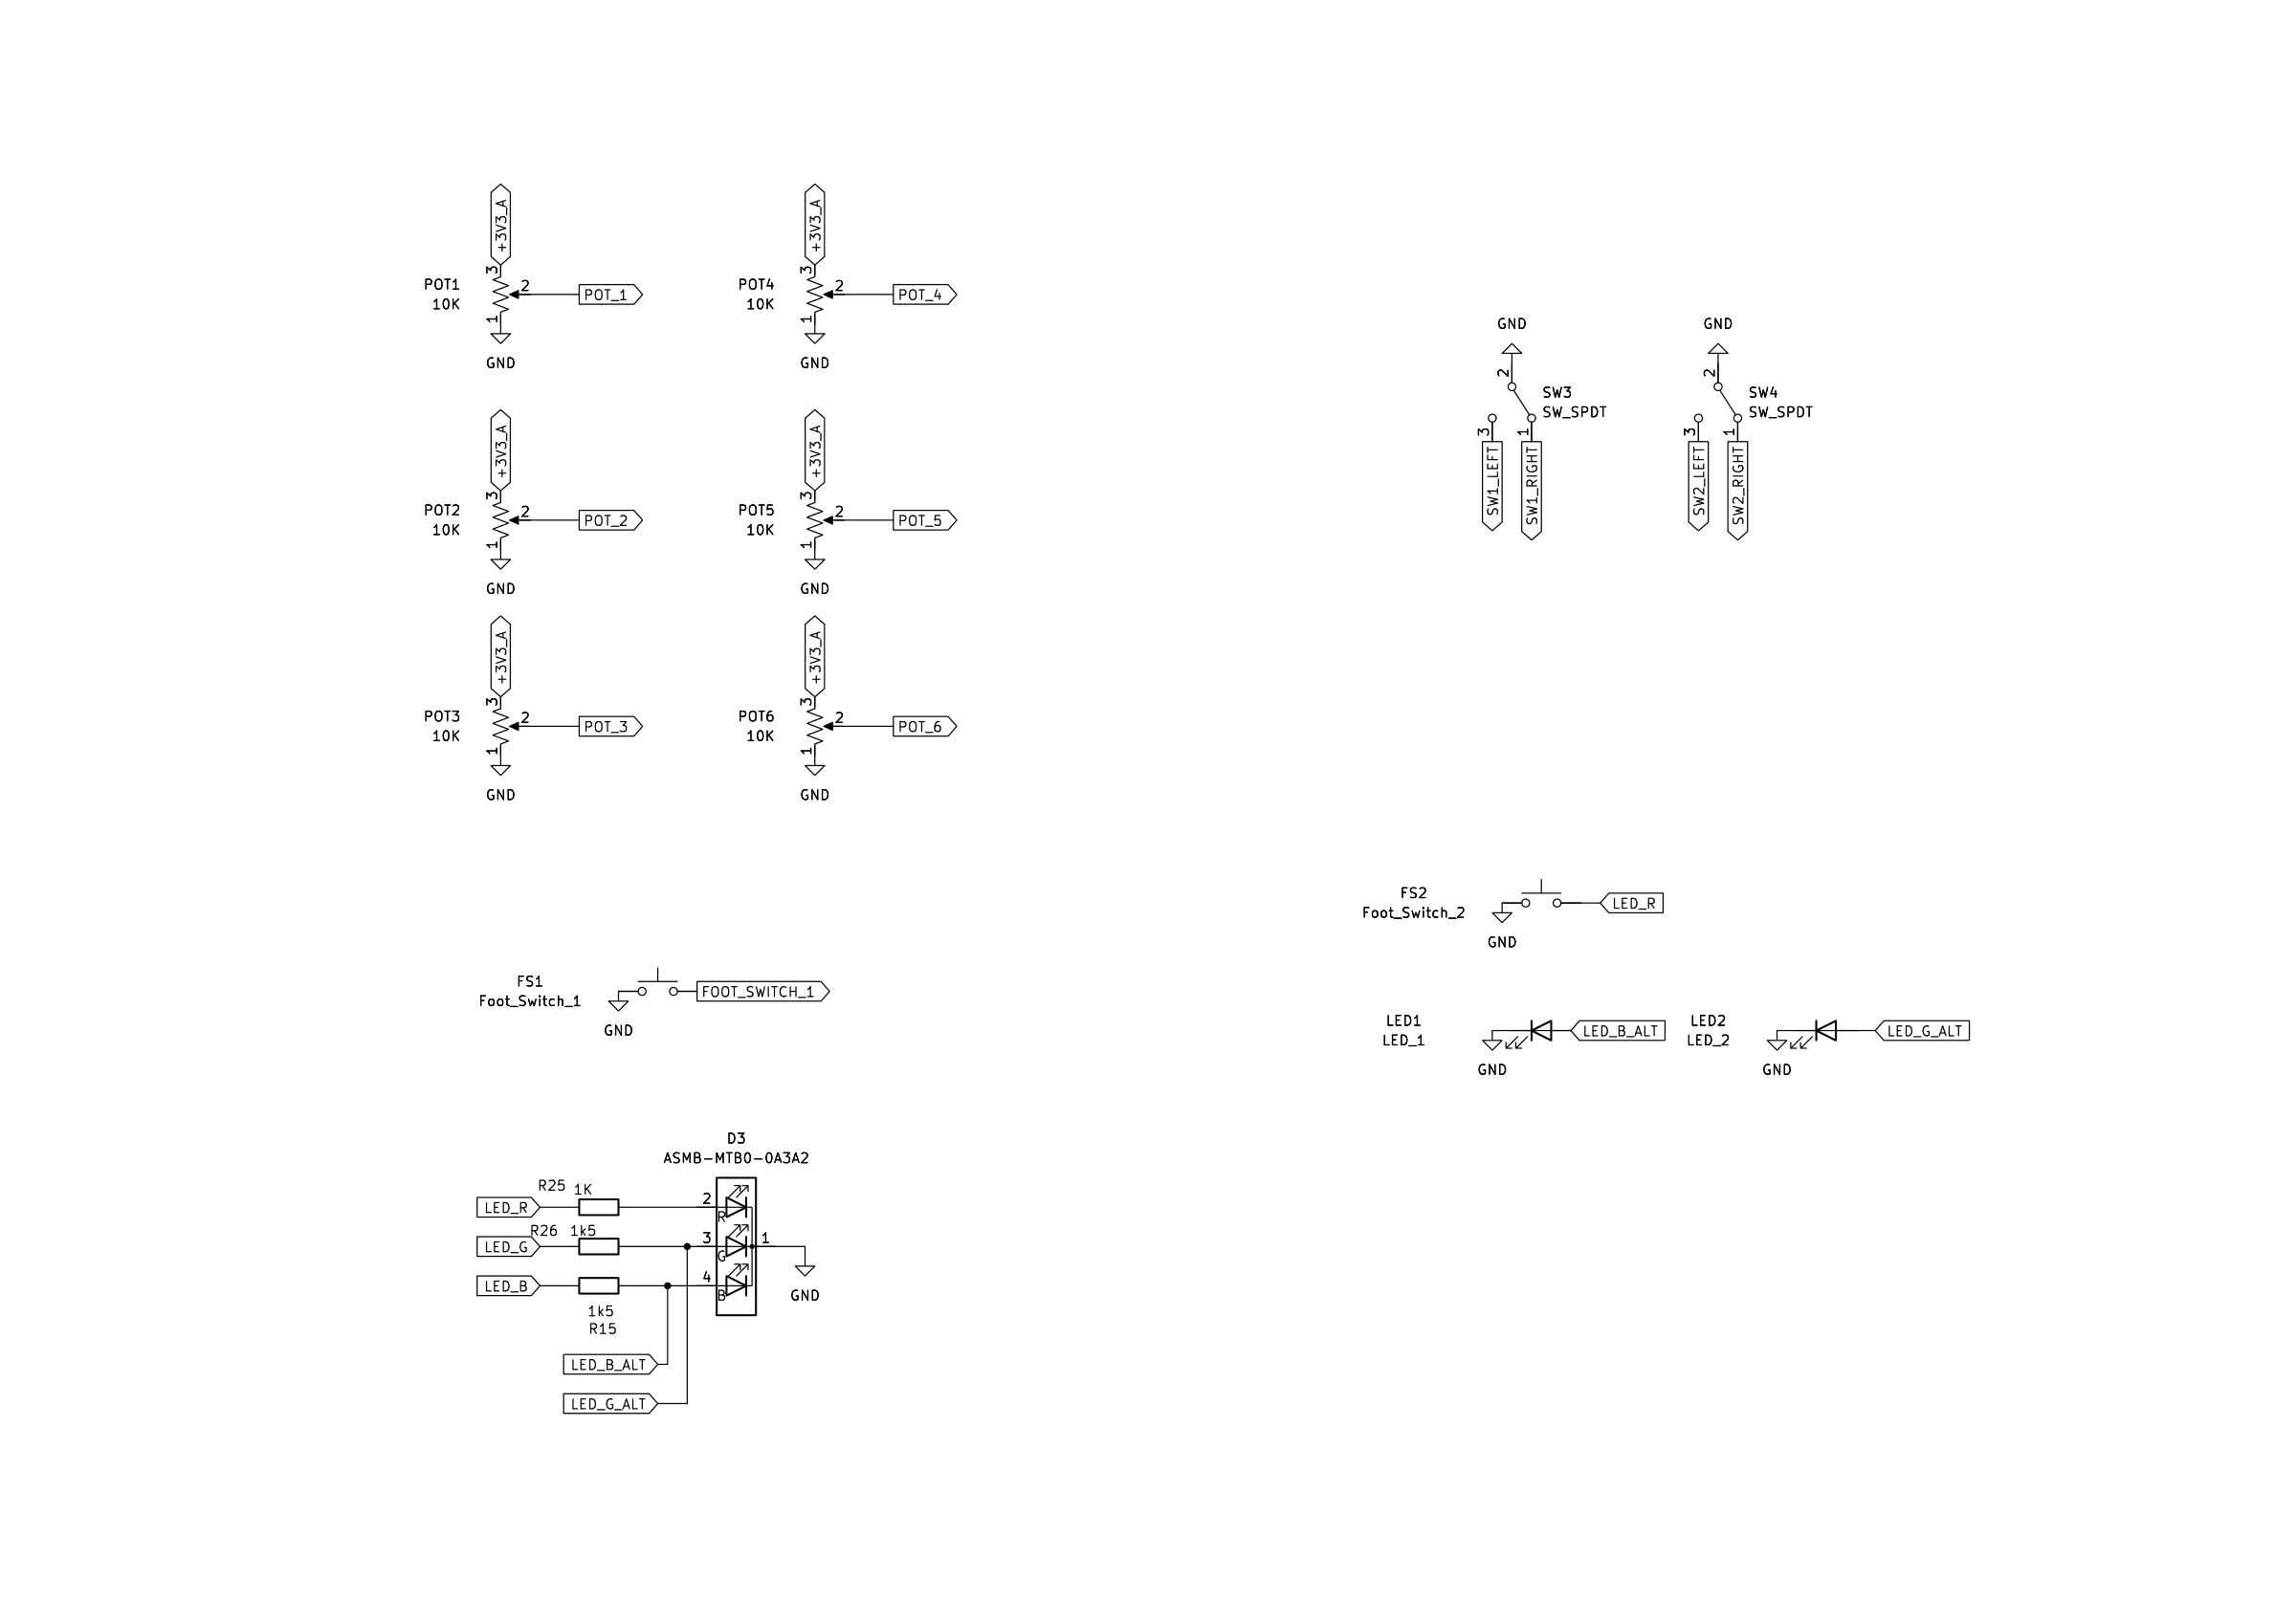 +3V3_A
3
POT1
10K
2
POT_1
1
GND
+3V3_A
3
POT4
10K
2
POT_4
1
GND
+3V3_A
3
POT2
10K
2
POT_2
1
GND
+3V3_A
3
POT5
10K
2
POT_5
1
GND
+3V3_A
3
POT3
10K
2
POT_3
1
GND
+3V3_A
3
POT6
10K
2
POT_6
1
GND
GND
2
SW3
SW_SPDT
3
1
SW1_LEFT
SW1_RIGHT
GND
2
SW4
SW_SPDT
3
1
SW2_LEFT
SW2_RIGHT
FS2
Foot_Switch_2
LED_R
GND
FS1
Foot_Switch_1
FOOT_SWITCH_1
GND
LED1
LED_1
LED_B_ALT
GND
LED2
LED_2
LED_G_ALT
GND
D3
ASMB-MTB0-0A3A2
R25 1K
LED_R
2
R
R26 1k5
LED_G
3
G
1
LED_B
4
B
GND
1k5
R15
LED_B_ALT
LED_G_ALT